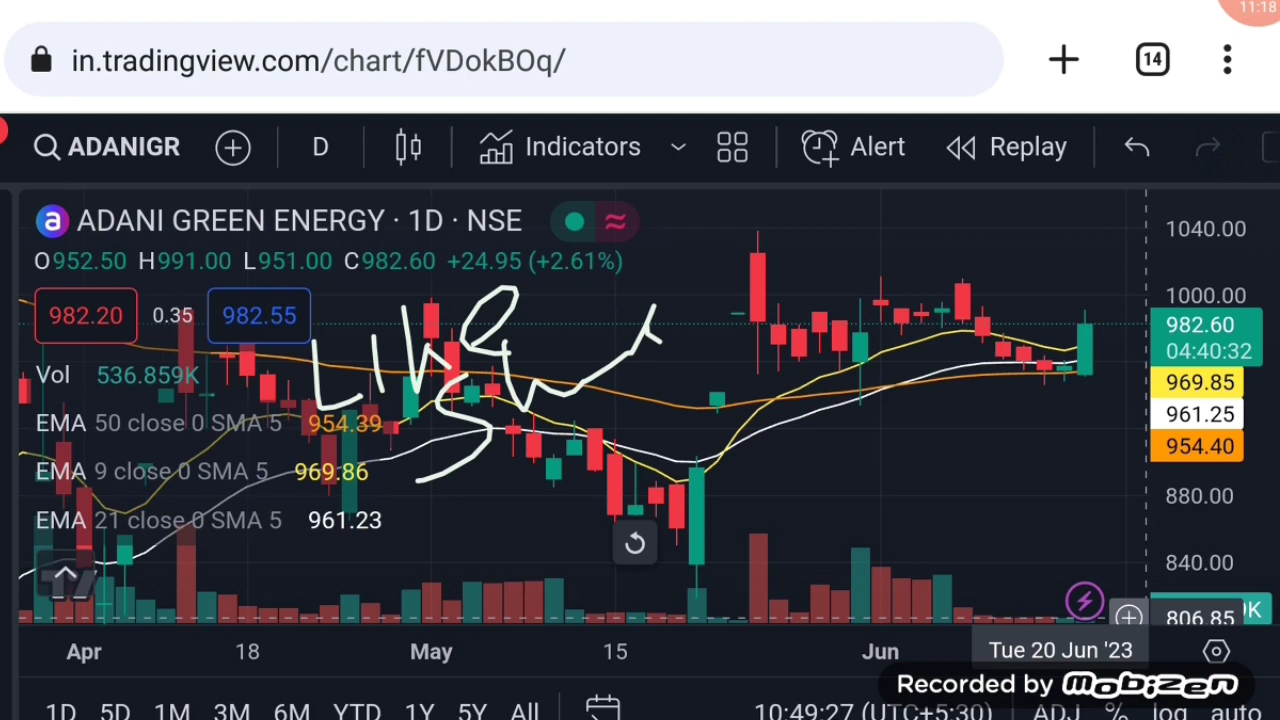 11:18
in.tradingview.com/chart/fVDokBOq/
14
ADANIGR D Indicators Alert Replay
a ADANI GREEN ENERGY · 1D · NSE
O952.50 H991.00 L951.00 C982.60 +24.95 (+2.61%)
982.20 0.35 982.55
Vol 536.859K
EMA 50 close 0 SMA 5 954.39
EMA 9 close 0 SMA 5 969.86
EMA 21 close 0 SMA 5 961.23
Like
1040.00
1000.00
982.60
04:40:32
969.85
961.25
954.40
880.00
840.00
806.85 K
Apr 18 May 15 Jun Tue 20 Jun '23
Recorded by Mobizen
1D 5D 1M 3M 6M YTD 1Y 5Y All 10:49:27 (UTC+5:30) ADJ % log auto